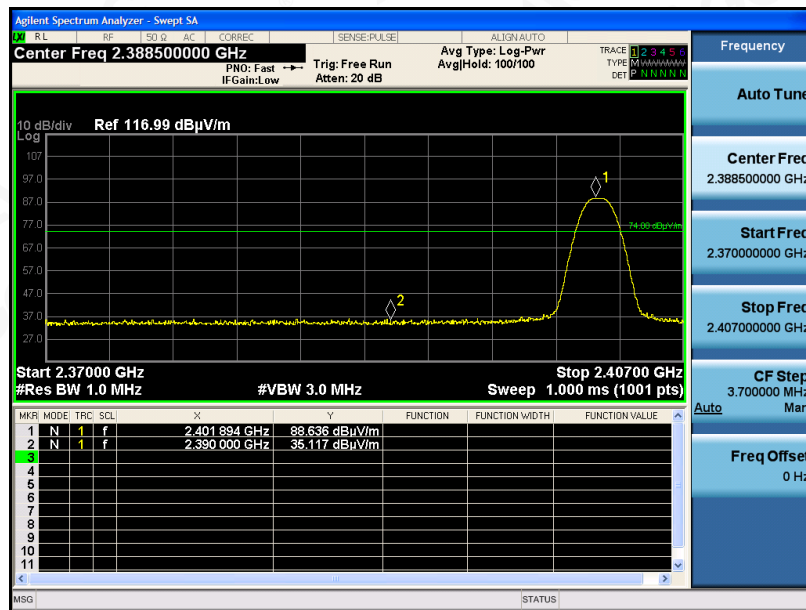 Agilent Spectrum Analyzer - Swept SA
LXI RL RF 50 Ω AC CORREC SENSE:PULSE ALIGN AUTO
Center Freq 2.388500000 GHz
PNO: Fast
IFGain:Low
Trig: Free Run
Atten: 20 dB
Avg Type: Log-Pwr
Avg|Hold: 100/100
TRACE 1 2 3 4 5 6
TYPE M
DET P N N N N N
10 dB/div Ref 116.99 dBµV/m
Log
107
97.0
87.0
77.0
67.0
57.0
47.0
37.0
27.0
1
2
74.00 dBµV/m
Start 2.37000 GHz Stop 2.40700 GHz
#Res BW 1.0 MHz #VBW 3.0 MHz Sweep 1.000 ms (1001 pts)
MKR MODE TRC SCL X Y FUNCTION FUNCTION WIDTH FUNCTION VALUE
1 N 1 f 2.401 894 GHz 88.636 dBµV/m
2 N 1 f 2.390 000 GHz 35.117 dBµV/m
3
4
5
6
7
8
9
10
11
MSG STATUS
Frequency
Auto Tune
Center Freq
2.388500000 GHz
Start Freq
2.370000000 GHz
Stop Freq
2.407000000 GHz
CF Step
3.700000 MHz
Auto Man
Freq Offset
0 Hz